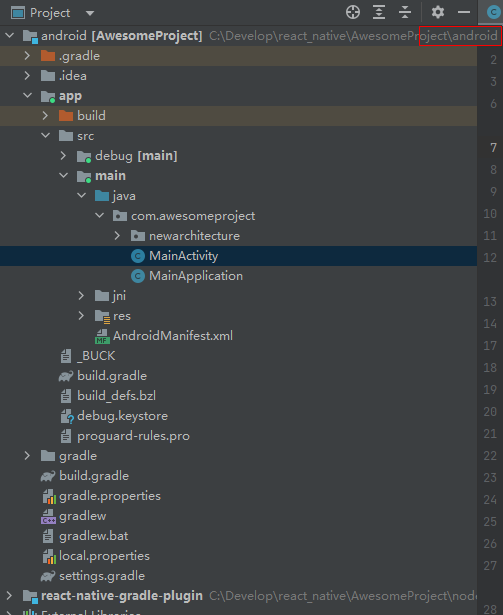 Project
android [AwesomeProject] C:\Develop\react_native\AwesomeProject\android
.gradle
.idea
app
build
src
debug [main]
main
java
com.awesomeproject
newarchitecture
MainActivity
MainApplication
jni
res
AndroidManifest.xml
_BUCK
build.gradle
build_defs.bzl
debug.keystore
proguard-rules.pro
gradle
build.gradle
gradle.properties
gradlew
gradlew.bat
local.properties
settings.gradle
react-native-gradle-plugin C:\Develop\react_native\AwesomeProject\node
External Libraries
2
3
6
7
8
9
10
11
12
13
14
17
18
19
20
21
22
23
24
25
26
27
28